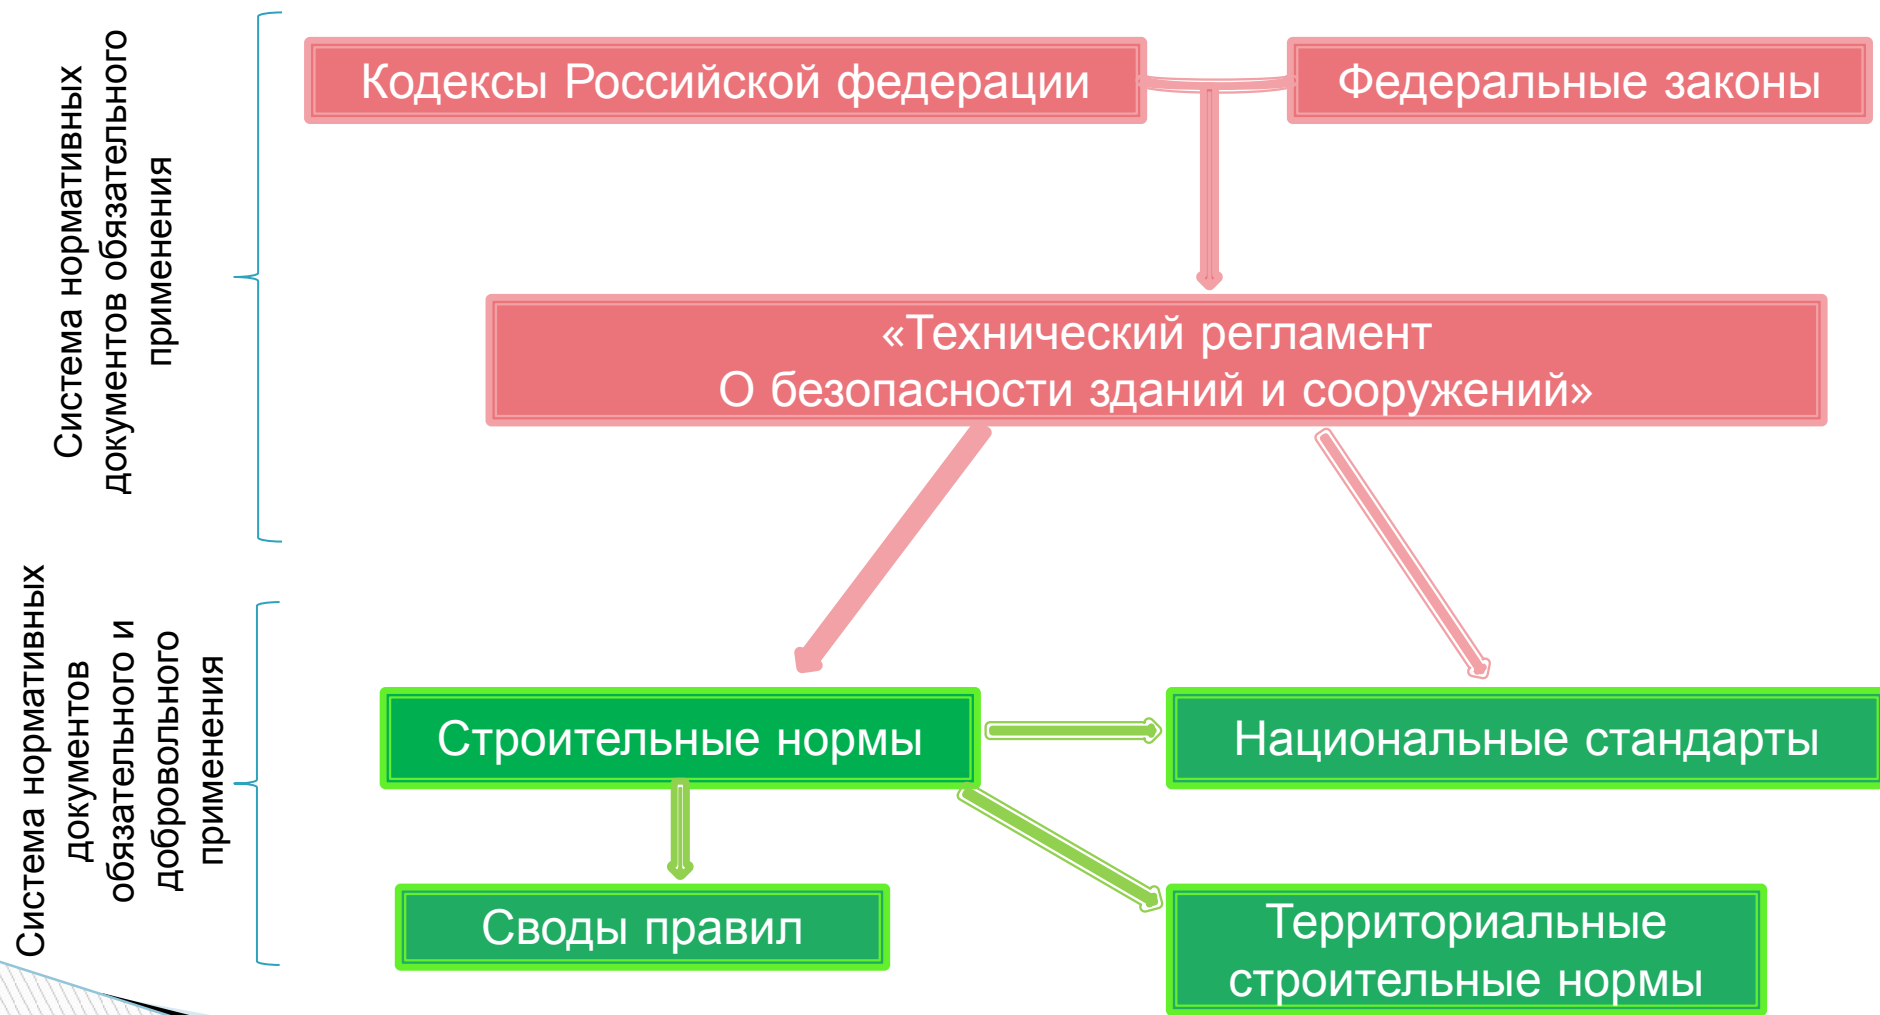 Система нормативных
документов обязательного
применения
Кодексы Российской федерации
Федеральные законы
«Технический регламент
О безопасности зданий и сооружений»
Система нормативных
документов
обязательного и
добровольного
применения
Строительные нормы
Национальные стандарты
Своды правил
Территориальные
строительные нормы